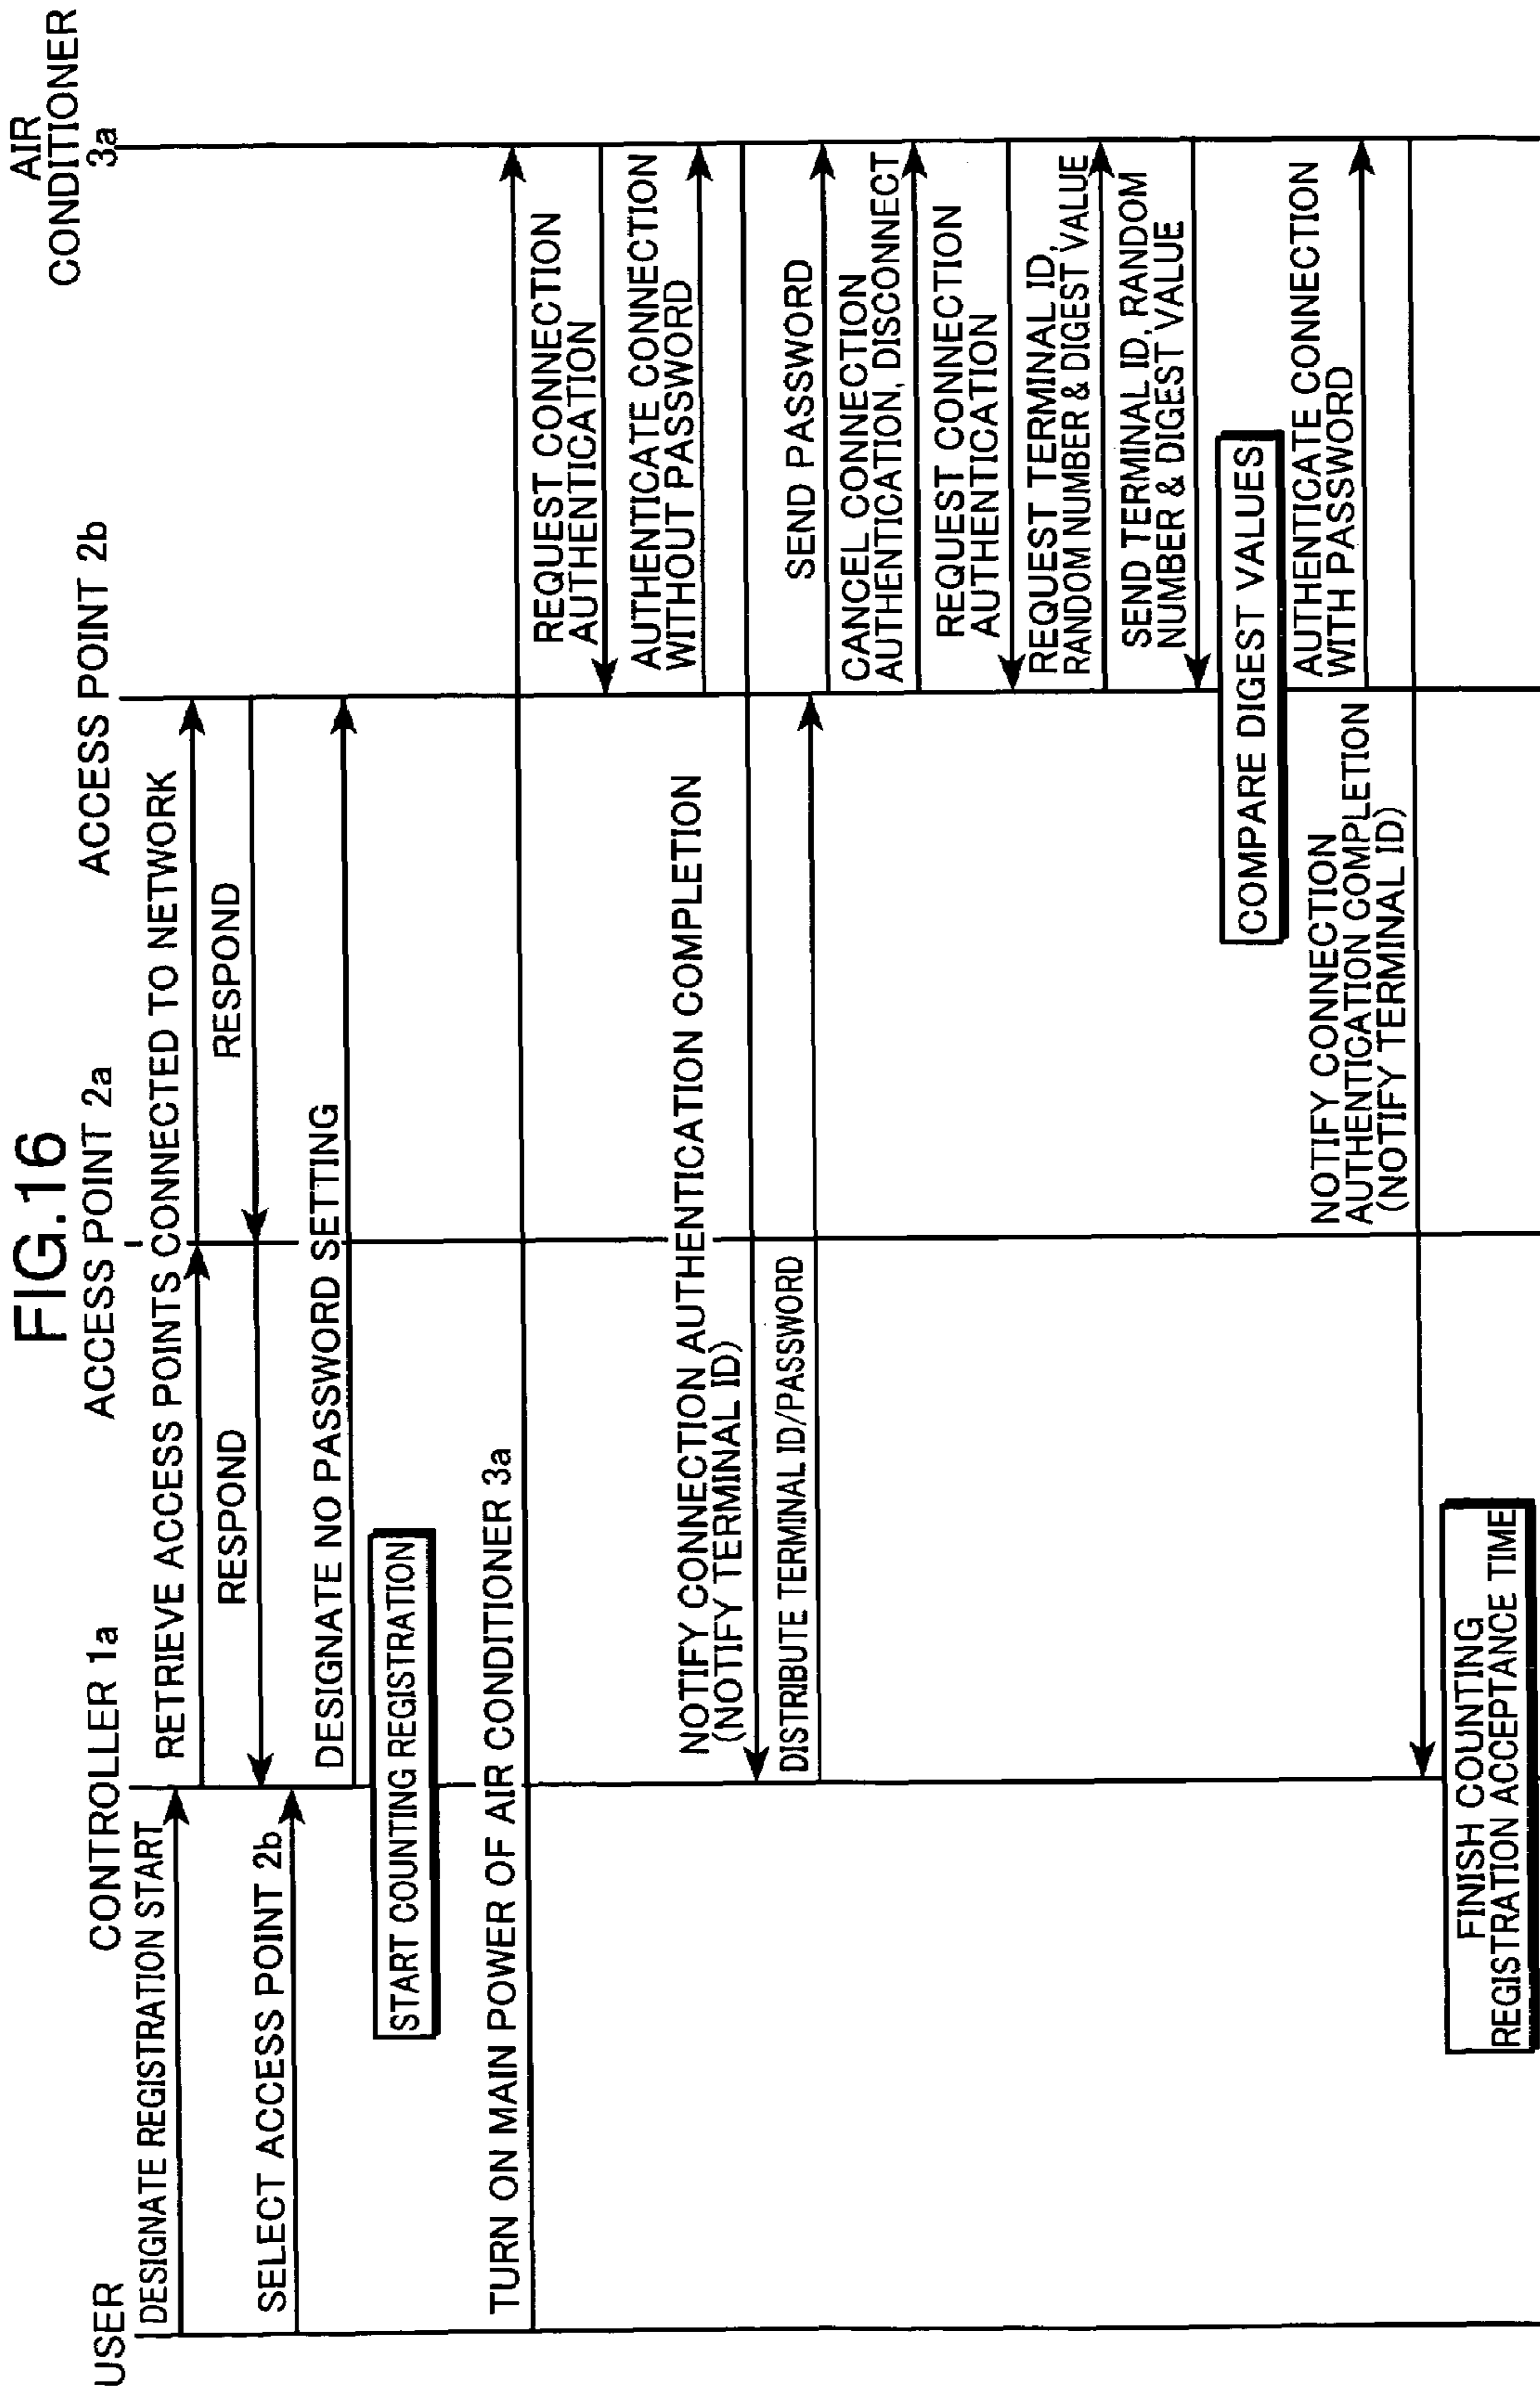 FIG.16
USER
CONTROLLER 1a
ACCESS POINT 2a
ACCESS POINT 2b
AIR
CONDITIONER
3a
DESIGNATE REGISTRATION START
RETRIEVE ACCESS POINTS CONNECTED TO NETWORK
RESPOND
RESPOND
SELECT ACCESS POINT 2b
DESIGNATE NO PASSWORD SETTING
START COUNTING REGISTRATION
TURN ON MAIN POWER OF AIR CONDITIONER 3a
REQUEST CONNECTION
AUTHENTICATION
AUTHENTICATE CONNECTION
WITHOUT PASSWORD
NOTIFY CONNECTION AUTHENTICATION COMPLETION
(NOTIFY TERMINAL ID)
DISTRIBUTE TERMINAL ID/PASSWORD
SEND PASSWORD
CANCEL CONNECTION
AUTHENTICATION, DISCONNECT
REQUEST CONNECTION
AUTHENTICATION
REQUEST TERMINAL ID,
RANDOM NUMBER & DIGEST VALUE
SEND TERMINAL ID, RANDOM
NUMBER & DIGEST VALUE
COMPARE DIGEST VALUES
AUTHENTICATE CONNECTION
WITH PASSWORD
NOTIFY CONNECTION
AUTHENTICATION COMPLETION
(NOTIFY TERMINAL ID)
FINISH COUNTING
REGISTRATION ACCEPTANCE TIME